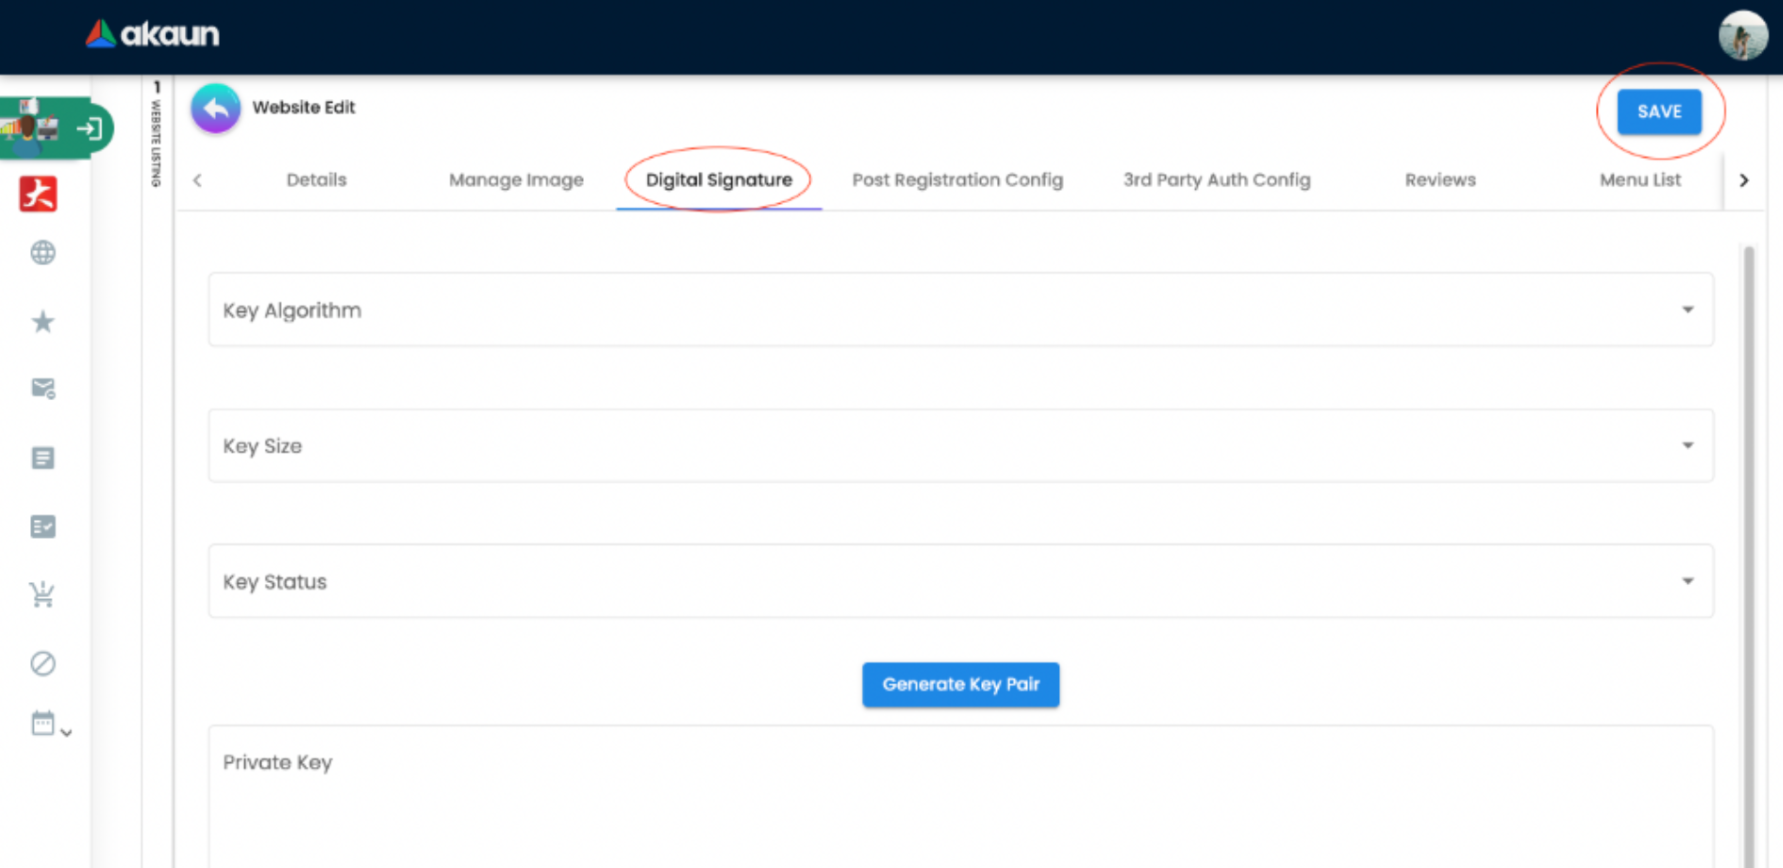 akaun
1 WEBSITE LISTING
Website Edit
SAVE
Details Manage Image Digital Signature Post Registration Config 3rd Party Auth Config Reviews Menu List
Key Algorithm
Key Size
Key Status
Generate Key Pair
Private Key